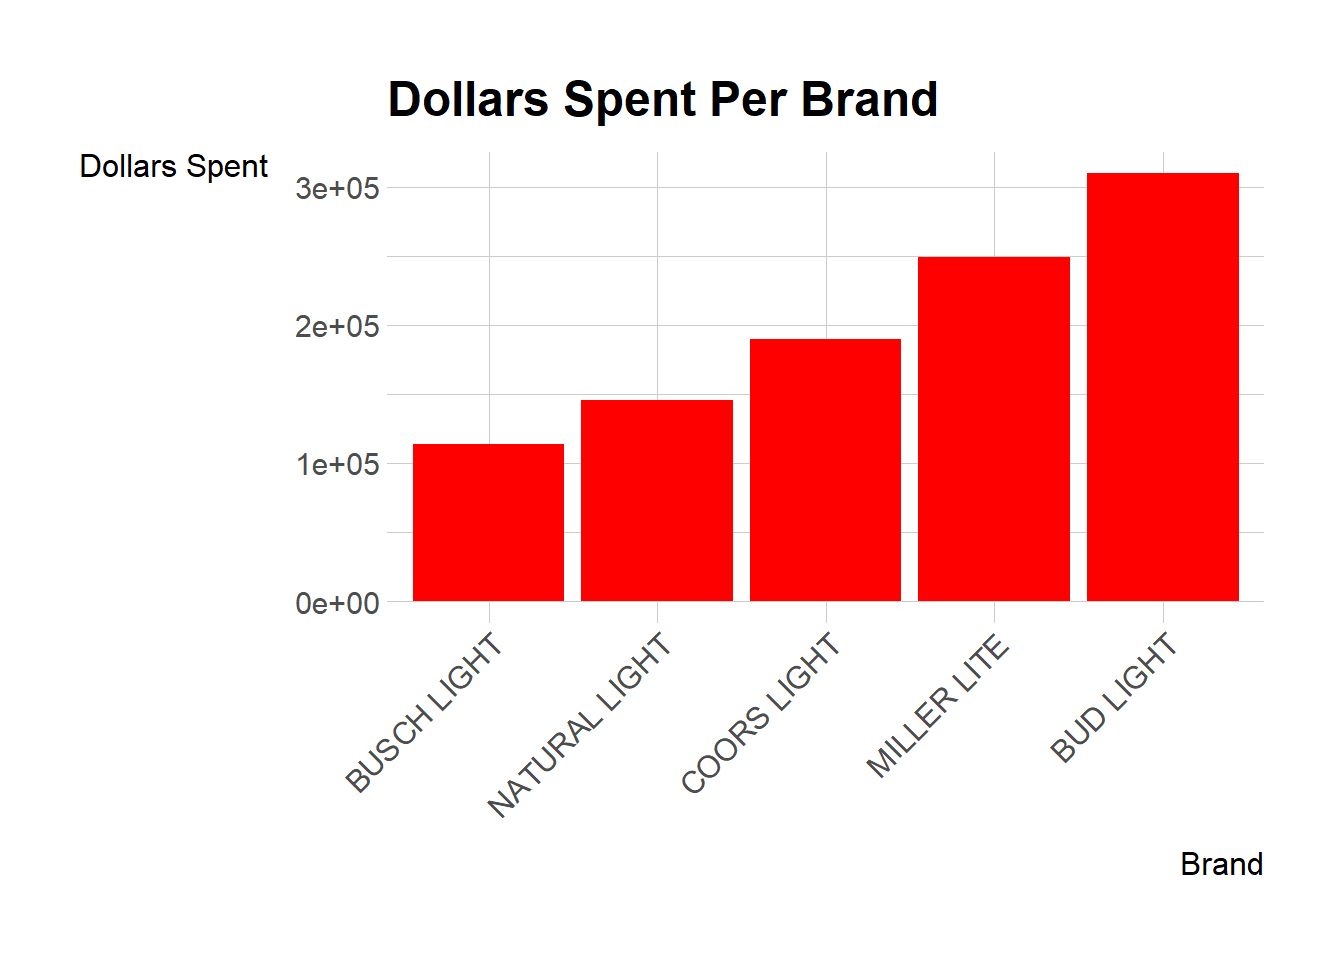 Dollars Spent Per Brand
Dollars Spent
3e+05
2e+05
1e+05
0e+00
BUSCH LIGHT
NATURAL LIGHT
COORS LIGHT
MILLER LITE
BUD LIGHT
Brand